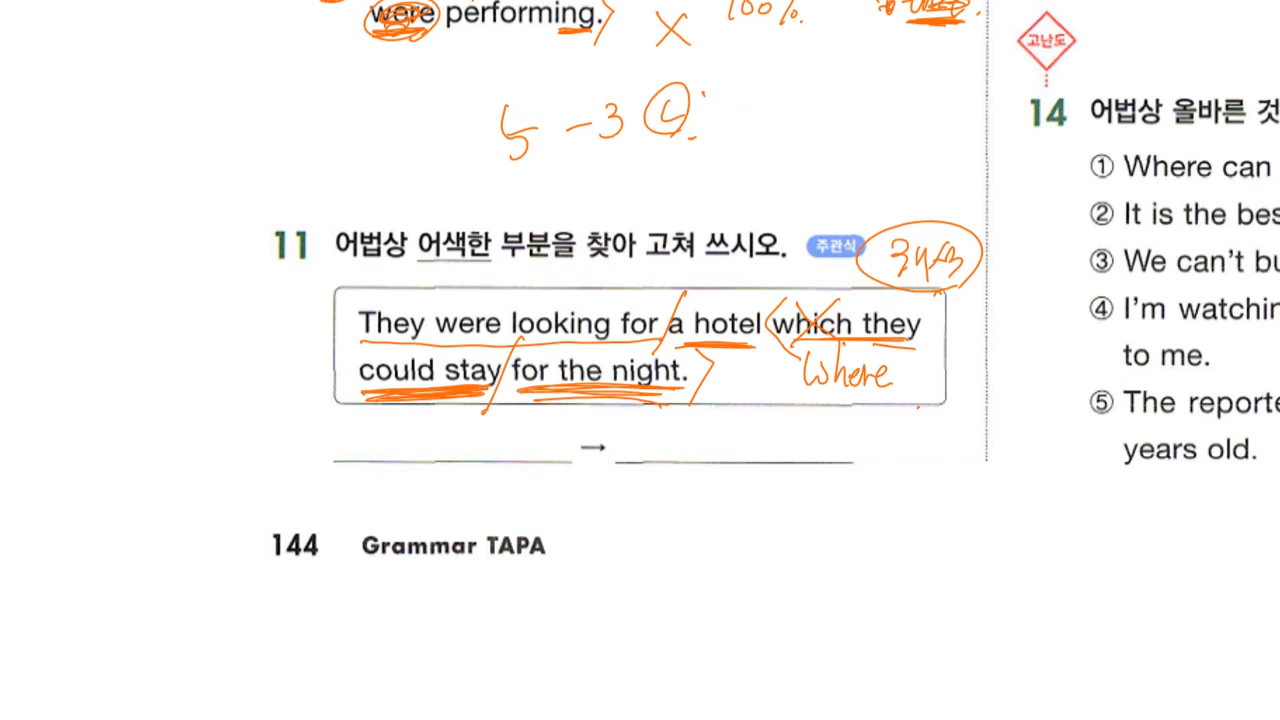 were performing.
100%
5 - 3 ④
11 어법상 어색한 부분을 찾아 고쳐 쓰시오. 주관식
They were looking for a hotel which they
where
could stay for the night.
→
144 Grammar TAPA
고난도
14 어법상 올바른 것
① Where can
② It is the bes
③ We can't bu
④ I'm watchin
to me.
⑤ The reporte
years old.